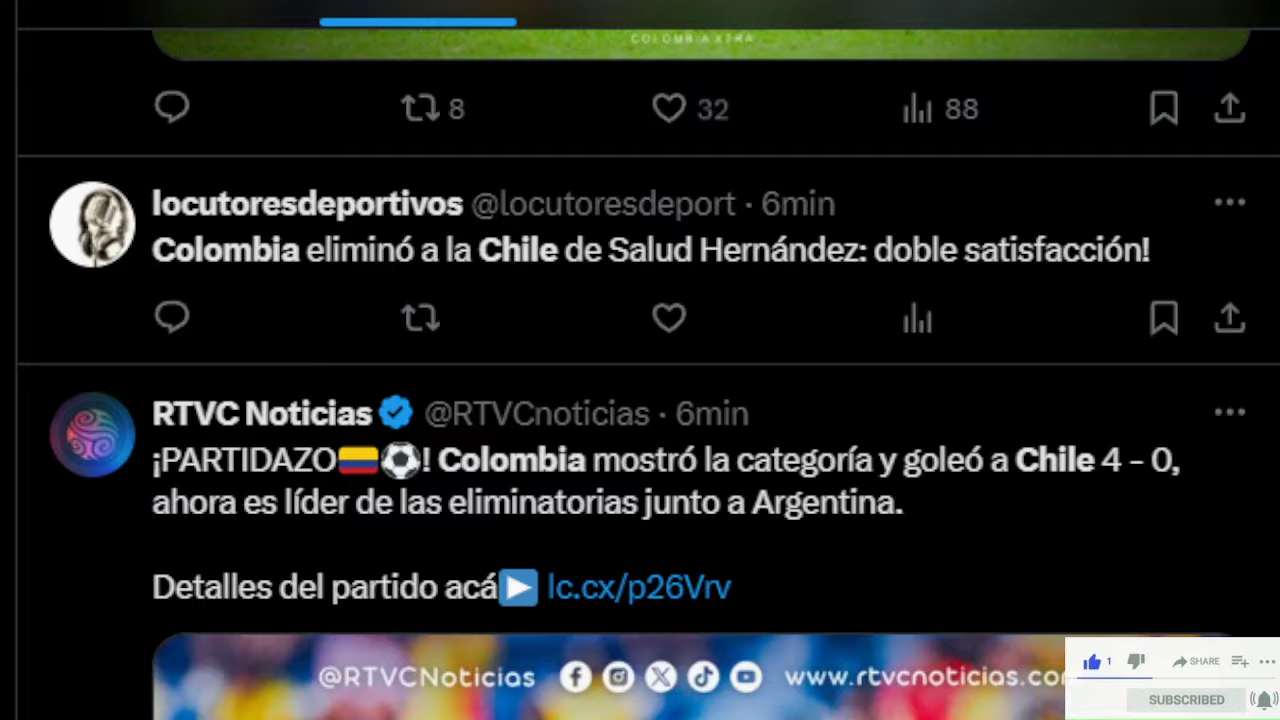 COLOMBIA XTRA
8 32 88
locutoresdeportivos @locutoresdeport · 6min
Colombia eliminó a la Chile de Salud Hernández: doble satisfacción!
RTVC Noticias @RTVCnoticias · 6min
¡PARTIDAZO🇨🇴⚽! Colombia mostró la categoría y goleó a Chile 4 - 0,
ahora es líder de las eliminatorias junto a Argentina.
Detalles del partido acá▶️ lc.cx/p26Vrv
@RTVCNoticias www.rtvcnoticias.com
1 SHARE
SUBSCRIBED